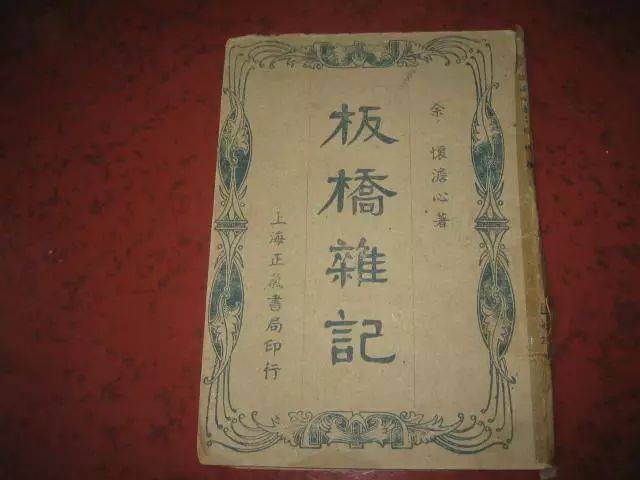 余懷澹心著
板橋雜記
上海正氣書局印行